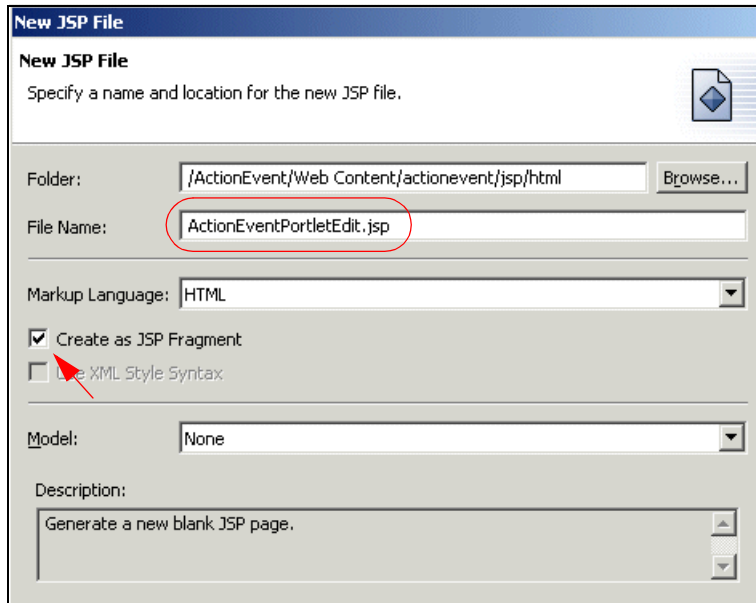 New JSP File
New JSP File
Specify a name and location for the new JSP file.
Folder: /ActionEvent/Web Content/actionevent/jsp/html Browse...
File Name: ActionEventPortletEdit.jsp
Markup Language: HTML
Create as JSP Fragment
Use XML Style Syntax
Model: None
Description:
Generate a new blank JSP page.